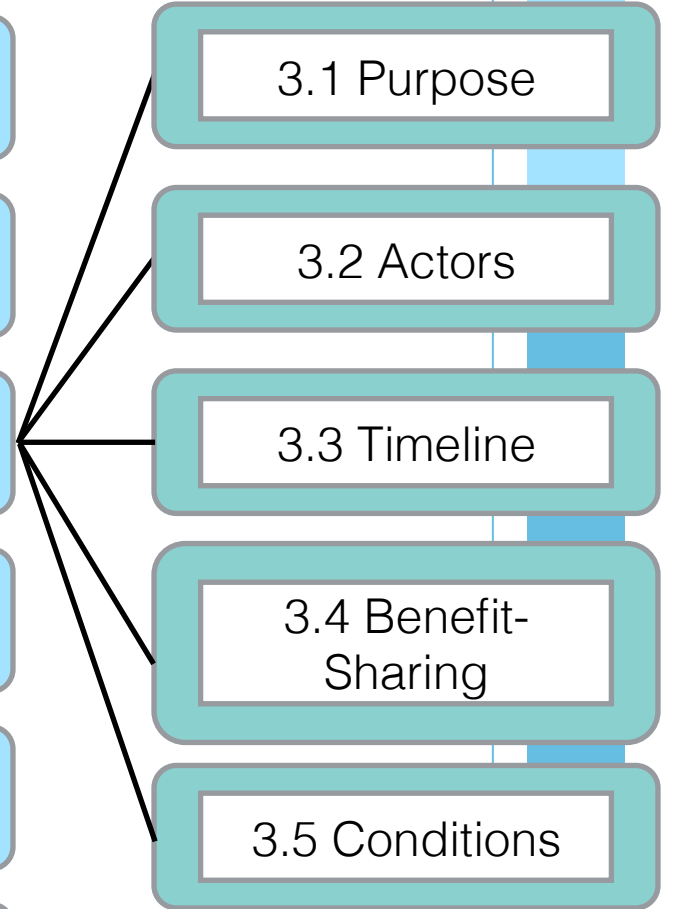 3.1 Purpose
3.2 Actors
3.3 Timeline
3.4 Benefit-
Sharing
3.5 Conditions